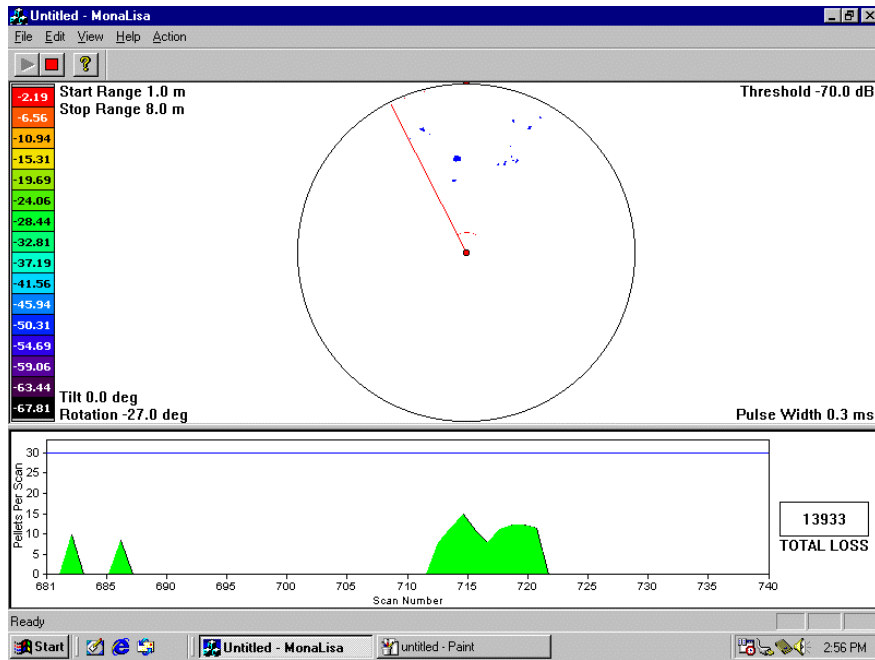 Untitled - MonaLisa
File Edit View Help Action
Start Range 1.0 m
Stop Range 8.0 m
Threshold -70.0 dB
-2.19
-6.56
-10.94
-15.31
-19.69
-24.06
-28.44
-32.81
-37.19
-41.56
-45.94
-50.31
-54.69
-59.06
-63.44
-67.81
Tilt 0.0 deg
Rotation -27.0 deg
Pulse Width 0.3 ms
Pellets Per Scan
30
25
20
15
10
5
0
681 685 690 695 700 705 710 715 720 725 730 735 740
Scan Number
13933
TOTAL LOSS
Ready
Start Untitled - MonaLisa untitled - Paint 2:56 PM